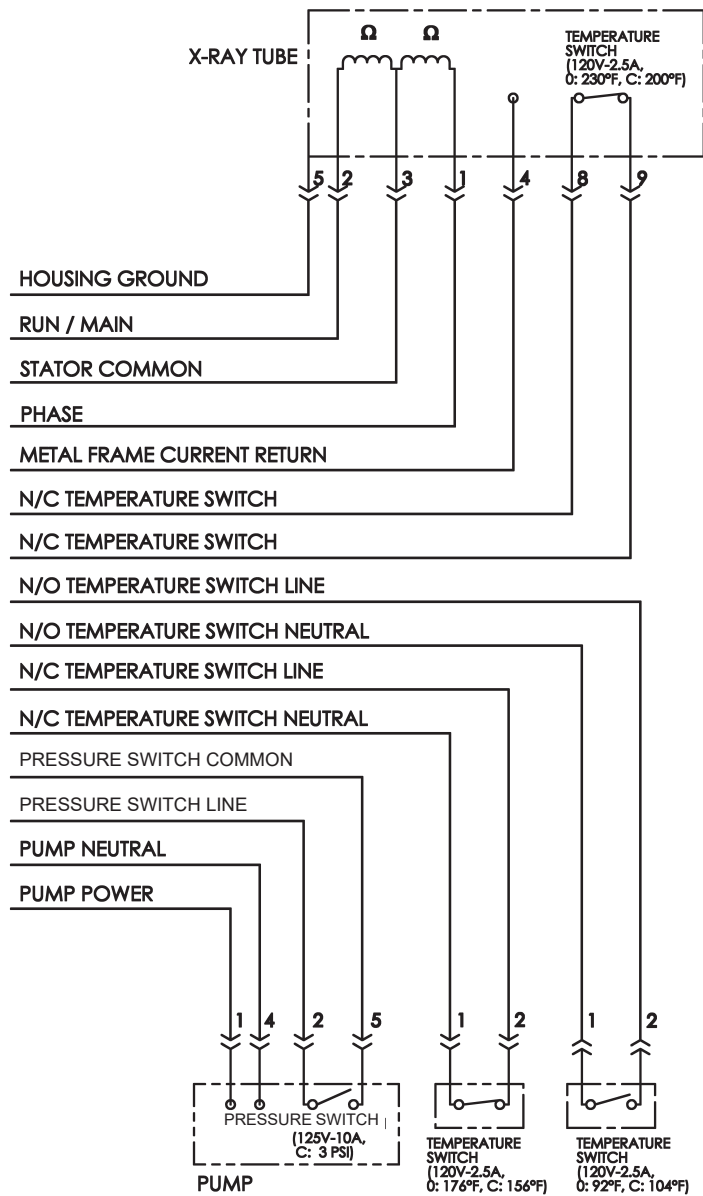 Ω Ω
TEMPERATURE
SWITCH
(120V-2.5A,
0: 230°F, C: 200°F)
X-RAY TUBE
5 2 3 1 4 8 9
HOUSING GROUND
RUN / MAIN
STATOR COMMON
PHASE
METAL FRAME CURRENT RETURN
N/C TEMPERATURE SWITCH
N/C TEMPERATURE SWITCH
N/O TEMPERATURE SWITCH LINE
N/O TEMPERATURE SWITCH NEUTRAL
N/C TEMPERATURE SWITCH LINE
N/C TEMPERATURE SWITCH NEUTRAL
PRESSURE SWITCH COMMON
PRESSURE SWITCH LINE
PUMP NEUTRAL
PUMP POWER
1 4 2 5 1 2 1 2
PRESSURE SWITCH
(125V-10A,
C: 3 PSI)
PUMP
TEMPERATURE
SWITCH
(120V-2.5A,
0: 176°F, C: 156°F)
TEMPERATURE
SWITCH
(120V-2.5A,
0: 92°F, C: 104°F)